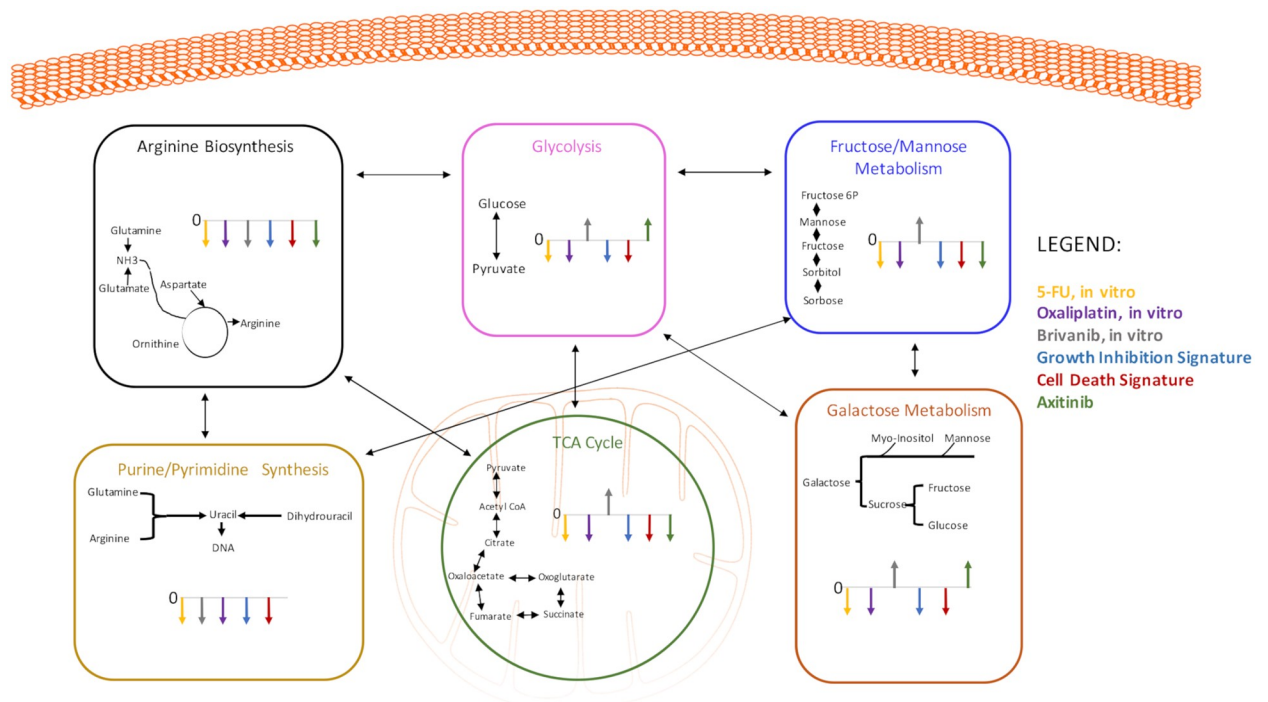 Arginine Biosynthesis
0
Glutamine
NH3
Glutamate
Aspartate
Arginine
Ornithine
Glycolysis
Glucose
0
Pyruvate
Fructose/Mannose
Metabolism
Fructose 6P
Mannose
0
Fructose
Sorbitol
Sorbose
LEGEND:
5-FU, in vitro
Oxaliplatin, in vitro
Brivanib, in vitro
Growth Inhibition Signature
Cell Death Signature
Axitinib
Purine/Pyrimidine Synthesis
Glutamine
Uracil
Dihydrouracil
Arginine
DNA
0
TCA Cycle
Pyruvate
Acetyl CoA
0
Citrate
Oxaloacetate
Oxoglutarate
Fumarate
Succinate
Galactose Metabolism
Myo-Inositol
Mannose
Galactose
Fructose
Sucrose
Glucose
0